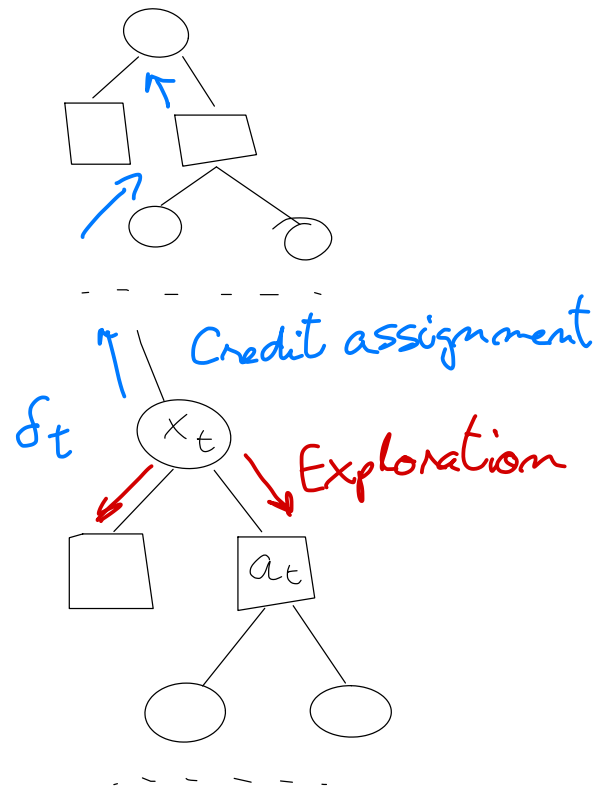 Credit assignment
δt
xt
Exploration
at